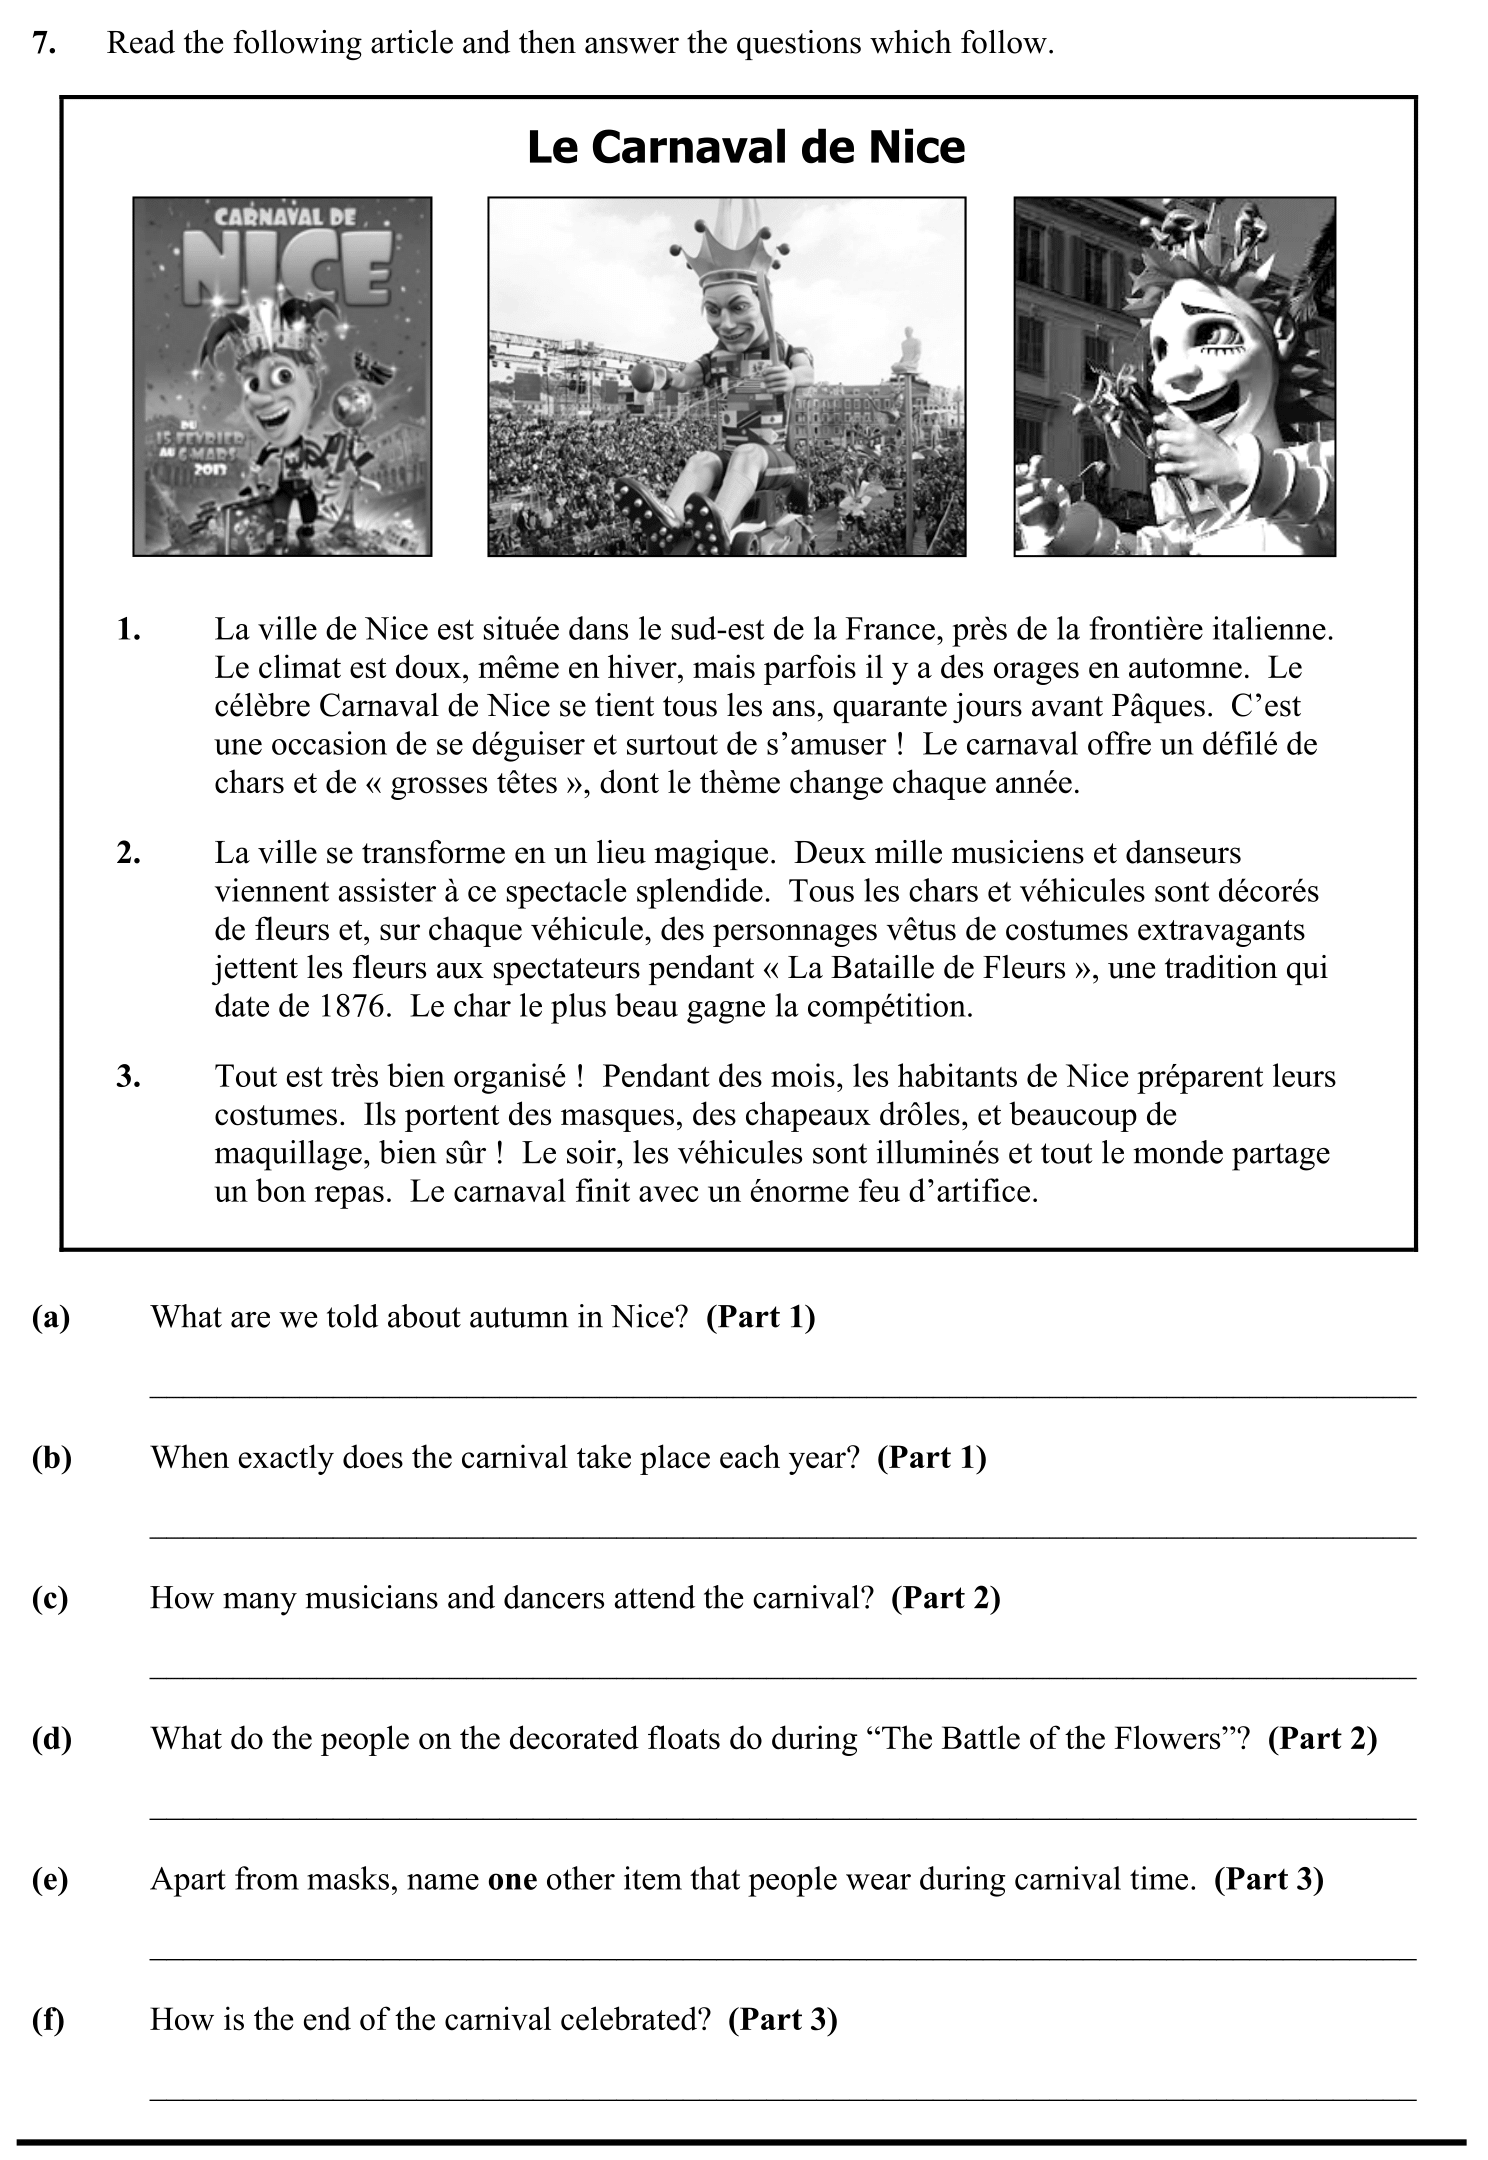 7. Read the following article and then answer the questions which follow.
Le Carnaval de Nice
CARNAVAL DE
NICE
DU
15 FEVRIER
AU 6 MARS
2013
1. La ville de Nice est située dans le sud-est de la France, près de la frontière italienne.
Le climat est doux, même en hiver, mais parfois il y a des orages en automne. Le
célèbre Carnaval de Nice se tient tous les ans, quarante jours avant Pâques. C’est
une occasion de se déguiser et surtout de s’amuser ! Le carnaval offre un défilé de
chars et de « grosses têtes », dont le thème change chaque année.
2. La ville se transforme en un lieu magique. Deux mille musiciens et danseurs
viennent assister à ce spectacle splendide. Tous les chars et véhicules sont décorés
de fleurs et, sur chaque véhicule, des personnages vêtus de costumes extravagants
jettent les fleurs aux spectateurs pendant « La Bataille de Fleurs », une tradition qui
date de 1876. Le char le plus beau gagne la compétition.
3. Tout est très bien organisé ! Pendant des mois, les habitants de Nice préparent leurs
costumes. Ils portent des masques, des chapeaux drôles, et beaucoup de
maquillage, bien sûr ! Le soir, les véhicules sont illuminés et tout le monde partage
un bon repas. Le carnaval finit avec un énorme feu d’artifice.
(a) What are we told about autumn in Nice? (Part 1)
(b) When exactly does the carnival take place each year? (Part 1)
(c) How many musicians and dancers attend the carnival? (Part 2)
(d) What do the people on the decorated floats do during “The Battle of the Flowers”? (Part 2)
(e) Apart from masks, name one other item that people wear during carnival time. (Part 3)
(f) How is the end of the carnival celebrated? (Part 3)